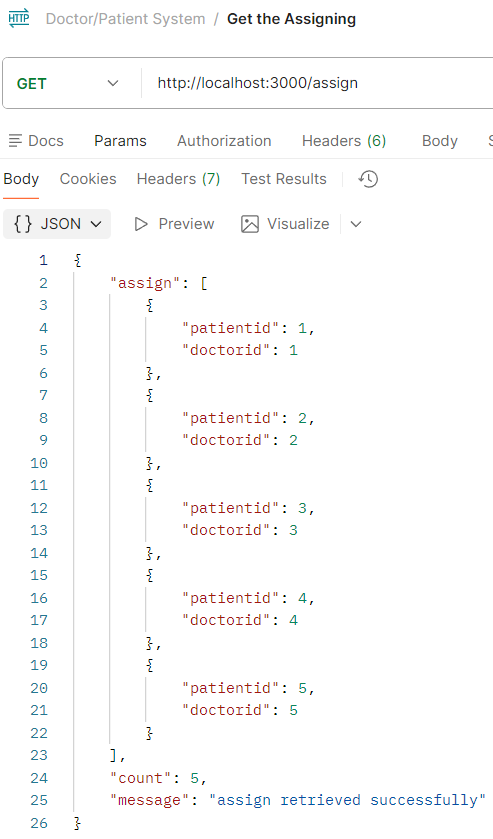 HTTP Doctor/Patient System / Get the Assigning
GET http://localhost:3000/assign
Docs Params Authorization Headers (6) Body S
Body Cookies Headers (7) Test Results
{} JSON Preview Visualize
1 {
2 "assign": [
3 {
4 "patientid": 1,
5 "doctorid": 1
6 },
7 {
8 "patientid": 2,
9 "doctorid": 2
10 },
11 {
12 "patientid": 3,
13 "doctorid": 3
14 },
15 {
16 "patientid": 4,
17 "doctorid": 4
18 },
19 {
20 "patientid": 5,
21 "doctorid": 5
22 }
23 ],
24 "count": 5,
25 "message": "assign retrieved successfully"
26 }